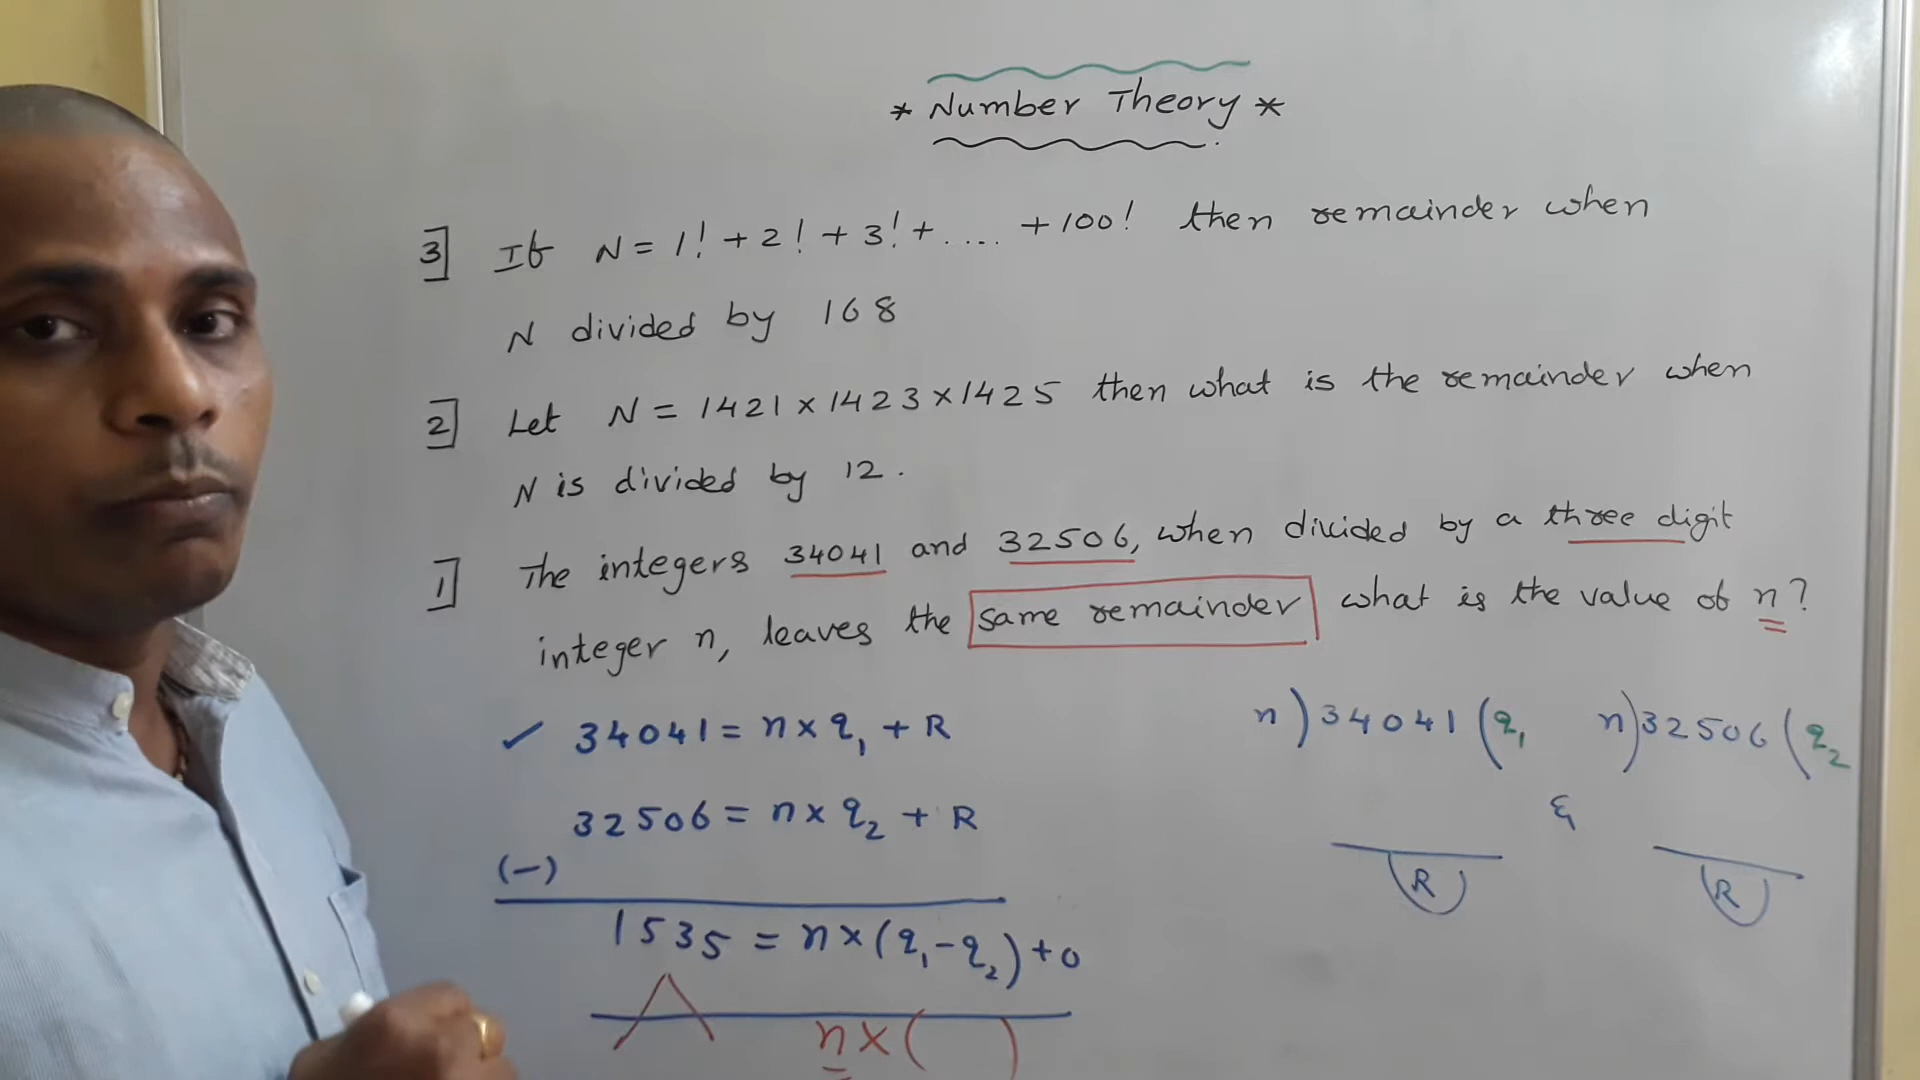 * Number Theory *
3] If N = 1! + 2! + 3! + .... + 100! then remainder when
N divided by 168
2] Let N = 1421 x 1423 x 1425 then what is the remainder when
N is divided by 12.
1] The integers 34041 and 32506, when divided by a three digit
integer n, leaves the same remainder what is the value of n?
✓ 34041 = n x q₁ + R
32506 = n x q₂ + R
(-)
1535 = n x (q₁ - q₂) + 0
n x ( )
n ) 34041 ( q₁
R
&
n ) 32506 ( q₂
R